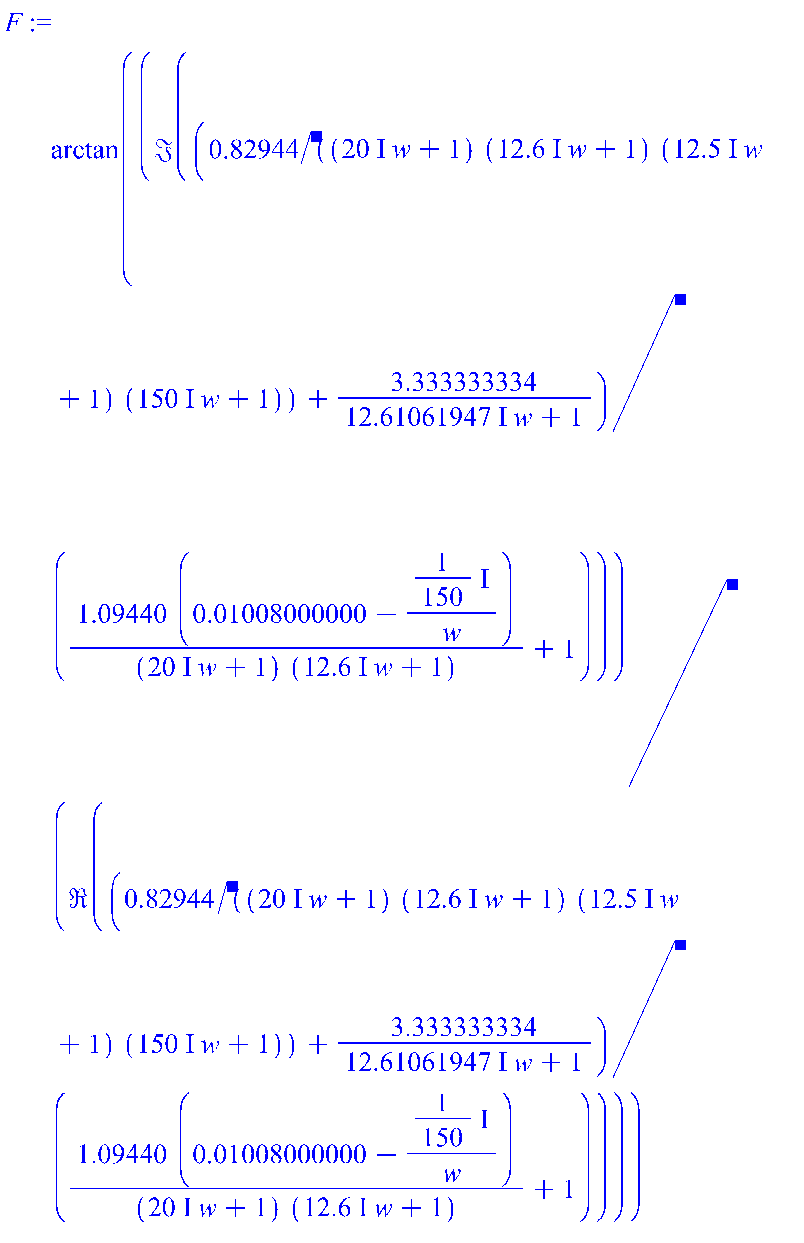 F :=
arctan ( ( ℑ ( ( 0.82944/((20 I w + 1) (12.6 I w + 1) (12.5 I w
+ 1) (150 I w + 1)) + 3.333333334
12.61061947 I w + 1 ) /
( 1.09440 ( 0.01008000000 − 1
150 I
w )
(20 I w + 1) (12.6 I w + 1) + 1 ) ) ) /
( ℜ ( ( 0.82944/((20 I w + 1) (12.6 I w + 1) (12.5 I w
+ 1) (150 I w + 1)) + 3.333333334
12.61061947 I w + 1 ) /
( 1.09440 ( 0.01008000000 − 1
150 I
w )
(20 I w + 1) (12.6 I w + 1) + 1 ) ) ) )